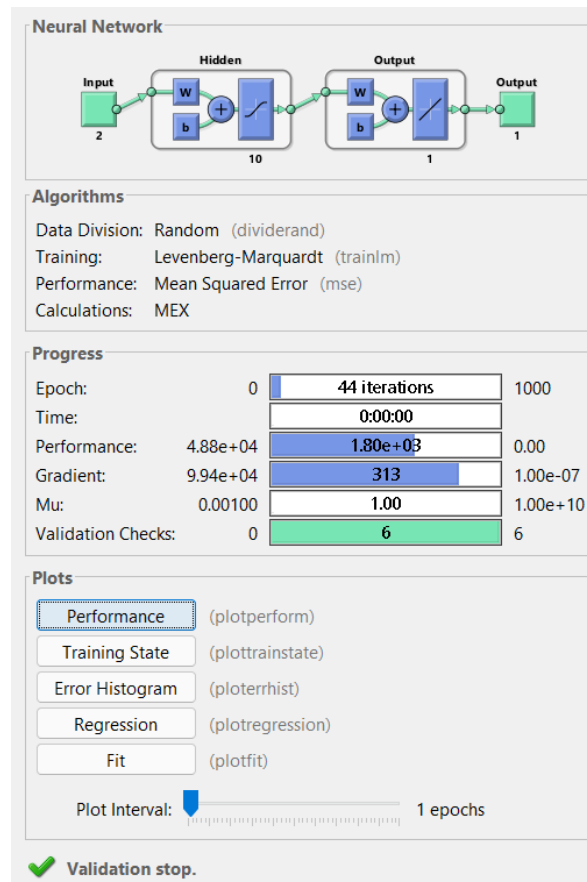 Neural Network
Hidden Output
Input W b W b Output
2 10 1 1
Algorithms
Data Division: Random (dividerand)
Training: Levenberg-Marquardt (trainlm)
Performance: Mean Squared Error (mse)
Calculations: MEX
Progress
Epoch: 0 44 iterations 1000
Time: 0:00:00
Performance: 4.88e+04 1.80e+03 0.00
Gradient: 9.94e+04 313 1.00e-07
Mu: 0.00100 1.00 1.00e+10
Validation Checks: 0 6 6
Plots
Performance (plotperform)
Training State (plottrainstate)
Error Histogram (ploterrhist)
Regression (plotregression)
Fit (plotfit)
Plot Interval: 1 epochs
Validation stop.